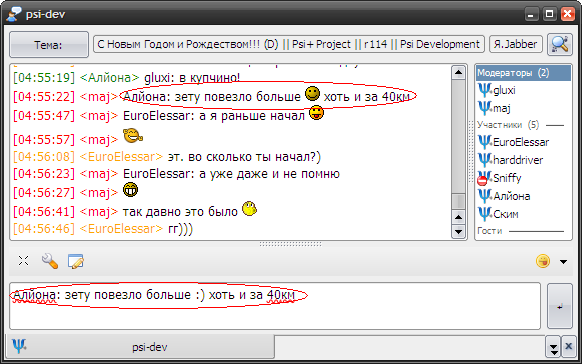 psi-dev
Тема:
С Новым Годом и Рождеством!!! (D) || Psi+ Project || r114 || Psi Development
Я.Jabber
[04:55:19] <Алйона> gluxi: в купчино!
[04:55:22] <maj> Алйона: зету повезло больше хоть и за 40км
[04:55:47] <maj> EuroElessar: а я раньше начал
[04:55:57] <maj>
[04:56:08] <EuroElessar> эт. во сколько ты начал?)
[04:56:23] <maj> EuroElessar: а уже даже и не помню
[04:56:27] <maj>
[04:56:41] <maj> так давно это было
[04:56:46] <EuroElessar> гг)))
Модераторы (2)
gluxi
maj
Участники (5)
EuroElessar
harddriver
Sniffy
Алйона
Ским
Гости
Алйона: зету повезло больше :) хоть и за 40км
psi-dev